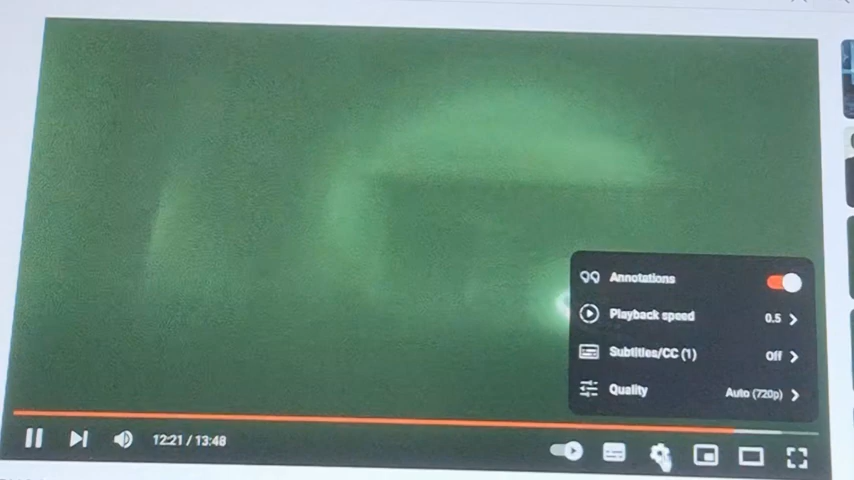 Annotations
Playback speed 0.5
Subtitles/CC (1) Off
Quality Auto (720p)
12:21 / 13:48